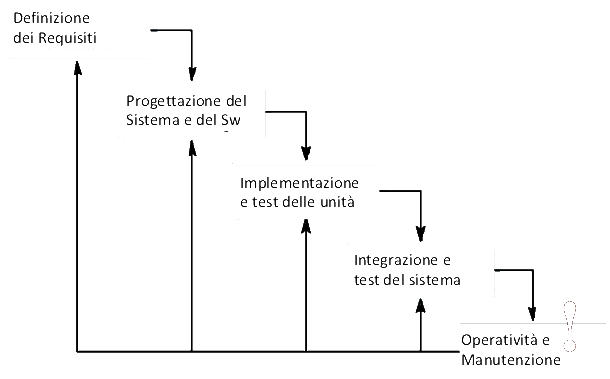 Definizione
dei Requisiti
Progettazione del
Sistema e del Sw
Implementazione
e test delle unità
Integrazione e
test del sistema
Operatività e
Manutenzione